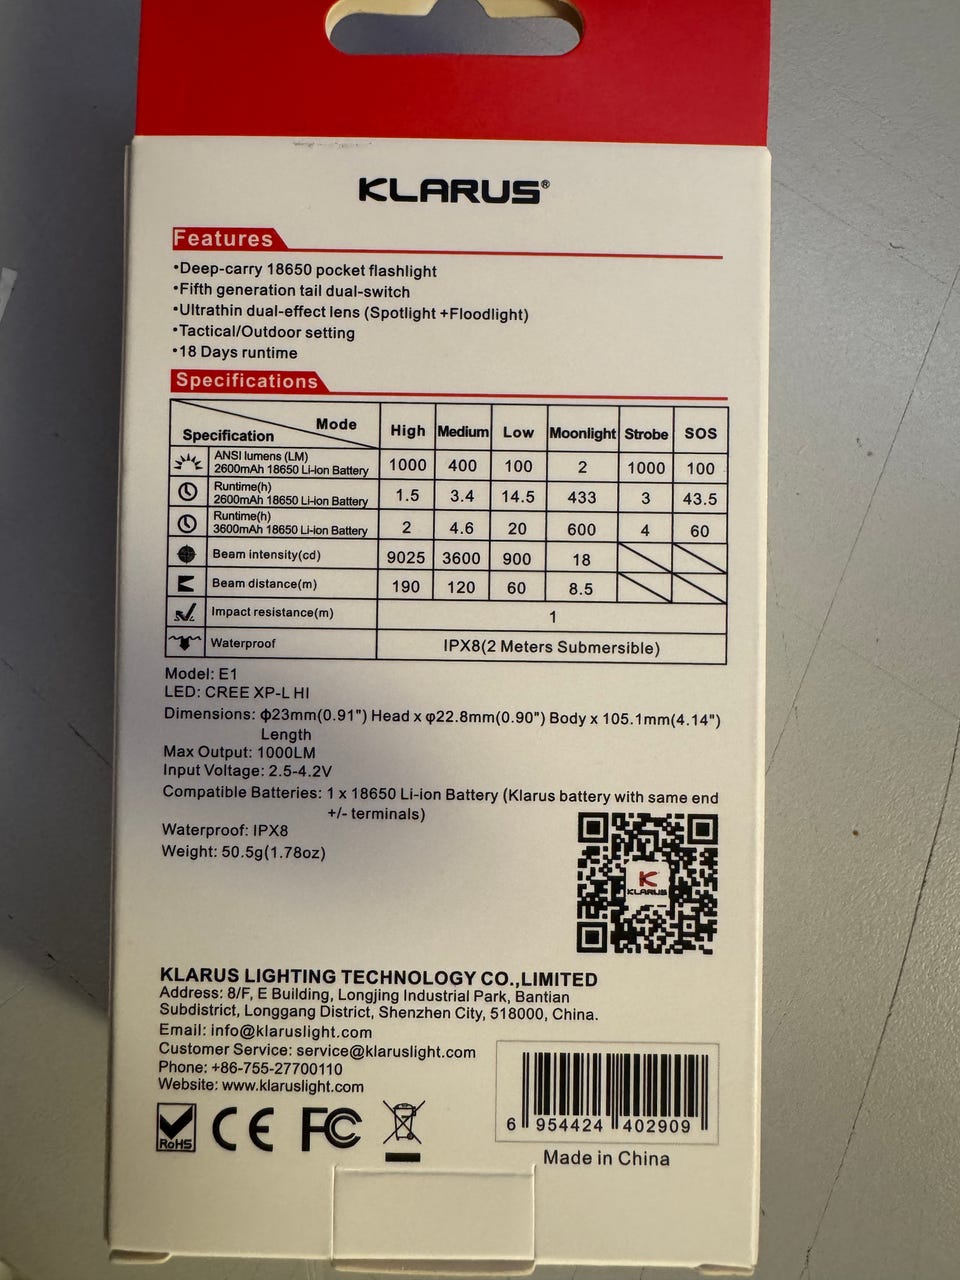 KLARUS®
Features
•Deep-carry 18650 pocket flashlight
•Fifth generation tail dual-switch
•Ultrathin dual-effect lens (Spotlight +Floodlight)
•Tactical/Outdoor setting
•18 Days runtime
Specifications
Specification Mode High Medium Low Moonlight Strobe SOS
ANSI lumens (LM)
2600mAh 18650 Li-ion Battery 1000 400 100 2 1000 100
Runtime(h)
2600mAh 18650 Li-ion Battery 1.5 3.4 14.5 433 3 43.5
Runtime(h)
3600mAh 18650 Li-ion Battery 2 4.6 20 600 4 60
Beam intensity(cd) 9025 3600 900 18
Beam distance(m) 190 120 60 8.5
Impact resistance(m) 1
Waterproof IPX8(2 Meters Submersible)
Model: E1
LED: CREE XP-L HI
Dimensions: ɸ23mm(0.91") Head x φ22.8mm(0.90") Body x 105.1mm(4.14")
Length
Max Output: 1000LM
Input Voltage: 2.5-4.2V
Compatible Batteries: 1 x 18650 Li-ion Battery (Klarus battery with same end
+/- terminals)
Waterproof: IPX8
Weight: 50.5g(1.78oz)
K
KLARUS
KLARUS LIGHTING TECHNOLOGY CO.,LIMITED
Address: 8/F, E Building, Longjing Industrial Park, Bantian
Subdistrict, Longgang District, Shenzhen City, 518000, China.
Email: info@klaruslight.com
Customer Service: service@klaruslight.com
Phone: +86-755-27700110
Website: www.klaruslight.com
RoHS CE FC
6 954424 402909
Made in China